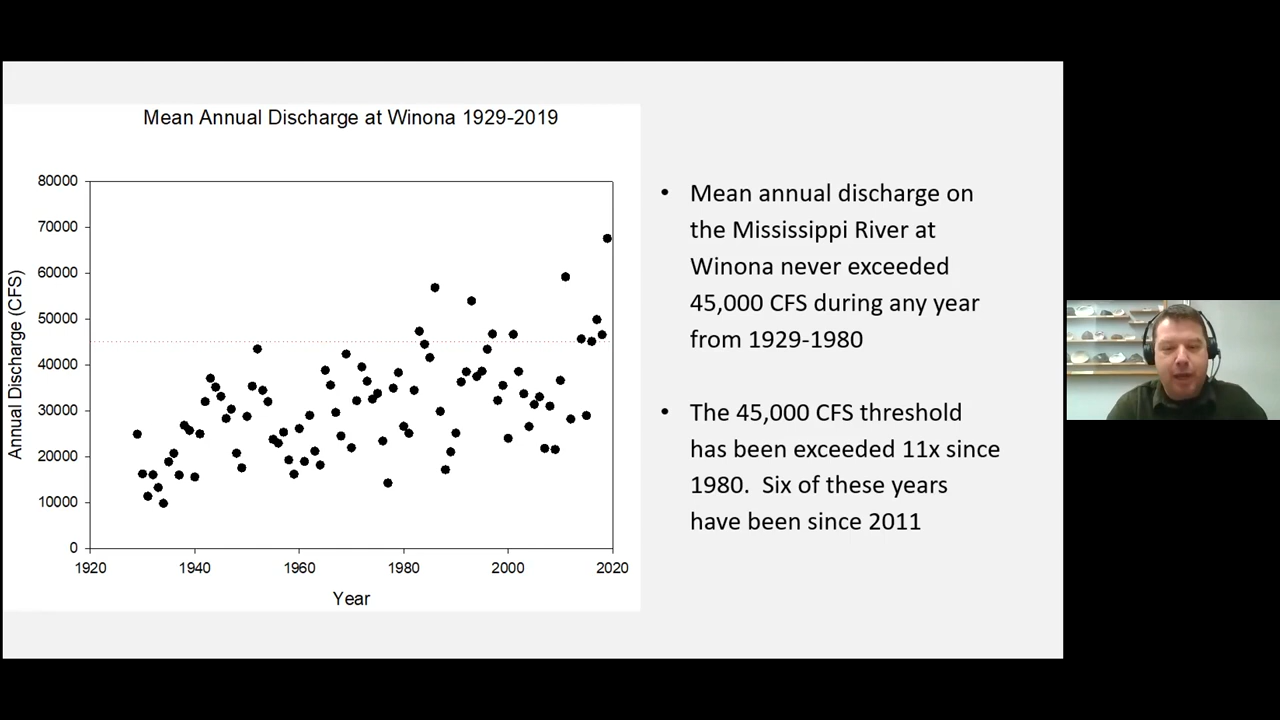 Mean Annual Discharge at Winona 1929-2019
80000
70000
60000
50000
40000
30000
20000
10000
0
Annual Discharge (CFS)
1920
1940
1960
1980
2000
2020
Year
• Mean annual discharge on
the Mississippi River at
Winona never exceeded
45,000 CFS during any year
from 1929-1980
• The 45,000 CFS threshold
has been exceeded 11x since
1980. Six of these years
have been since 2011